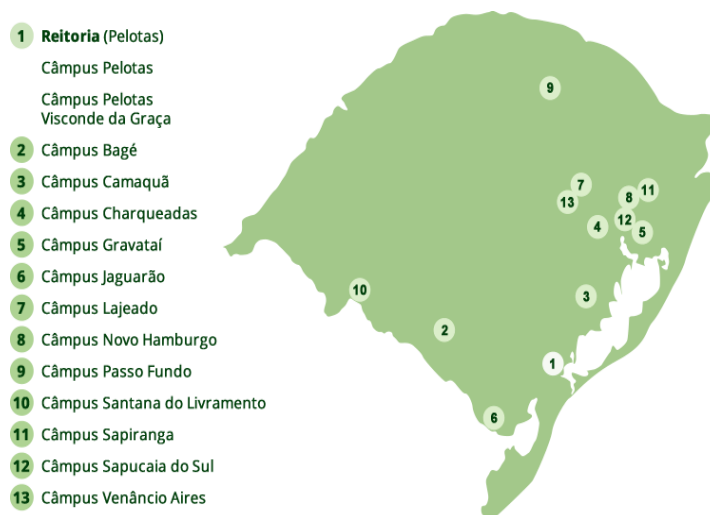 1 Reitoria (Pelotas)
Câmpus Pelotas
Câmpus Pelotas
Visconde da Graça
2 Câmpus Bagé
3 Câmpus Camaquã
4 Câmpus Charqueadas
5 Câmpus Gravataí
6 Câmpus Jaguarão
7 Câmpus Lajeado
8 Câmpus Novo Hamburgo
9 Câmpus Passo Fundo
10 Câmpus Santana do Livramento
11 Câmpus Sapiranga
12 Câmpus Sapucaia do Sul
13 Câmpus Venâncio Aires
9
7
11
8
13
12
4
5
10
3
2
1
6